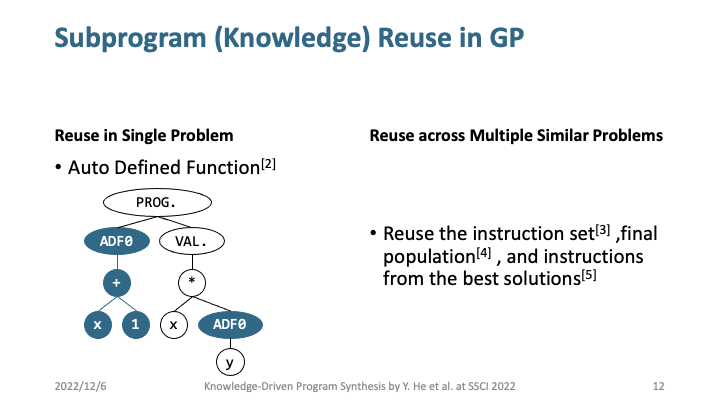 Subprogram (Knowledge) Reuse in GP
Reuse in Single Problem
• Auto Defined Function[2]
PROG.
ADF0
VAL.
+
*
x
1
x
ADF0
y
Reuse across Multiple Similar Problems
• Reuse the instruction set[3] ,final
population[4] , and instructions
from the best solutions[5]
2022/12/6
Knowledge-Driven Program Synthesis by Y. He et al. at SSCI 2022
12